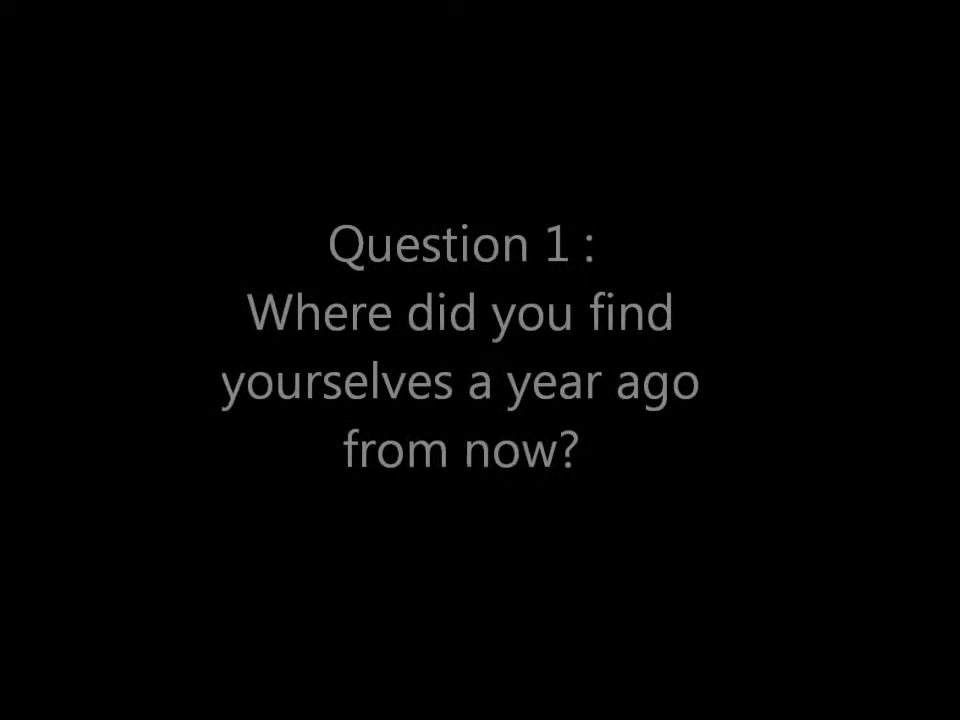 Question 1 :
Where did you find
yourselves a year ago
from now?